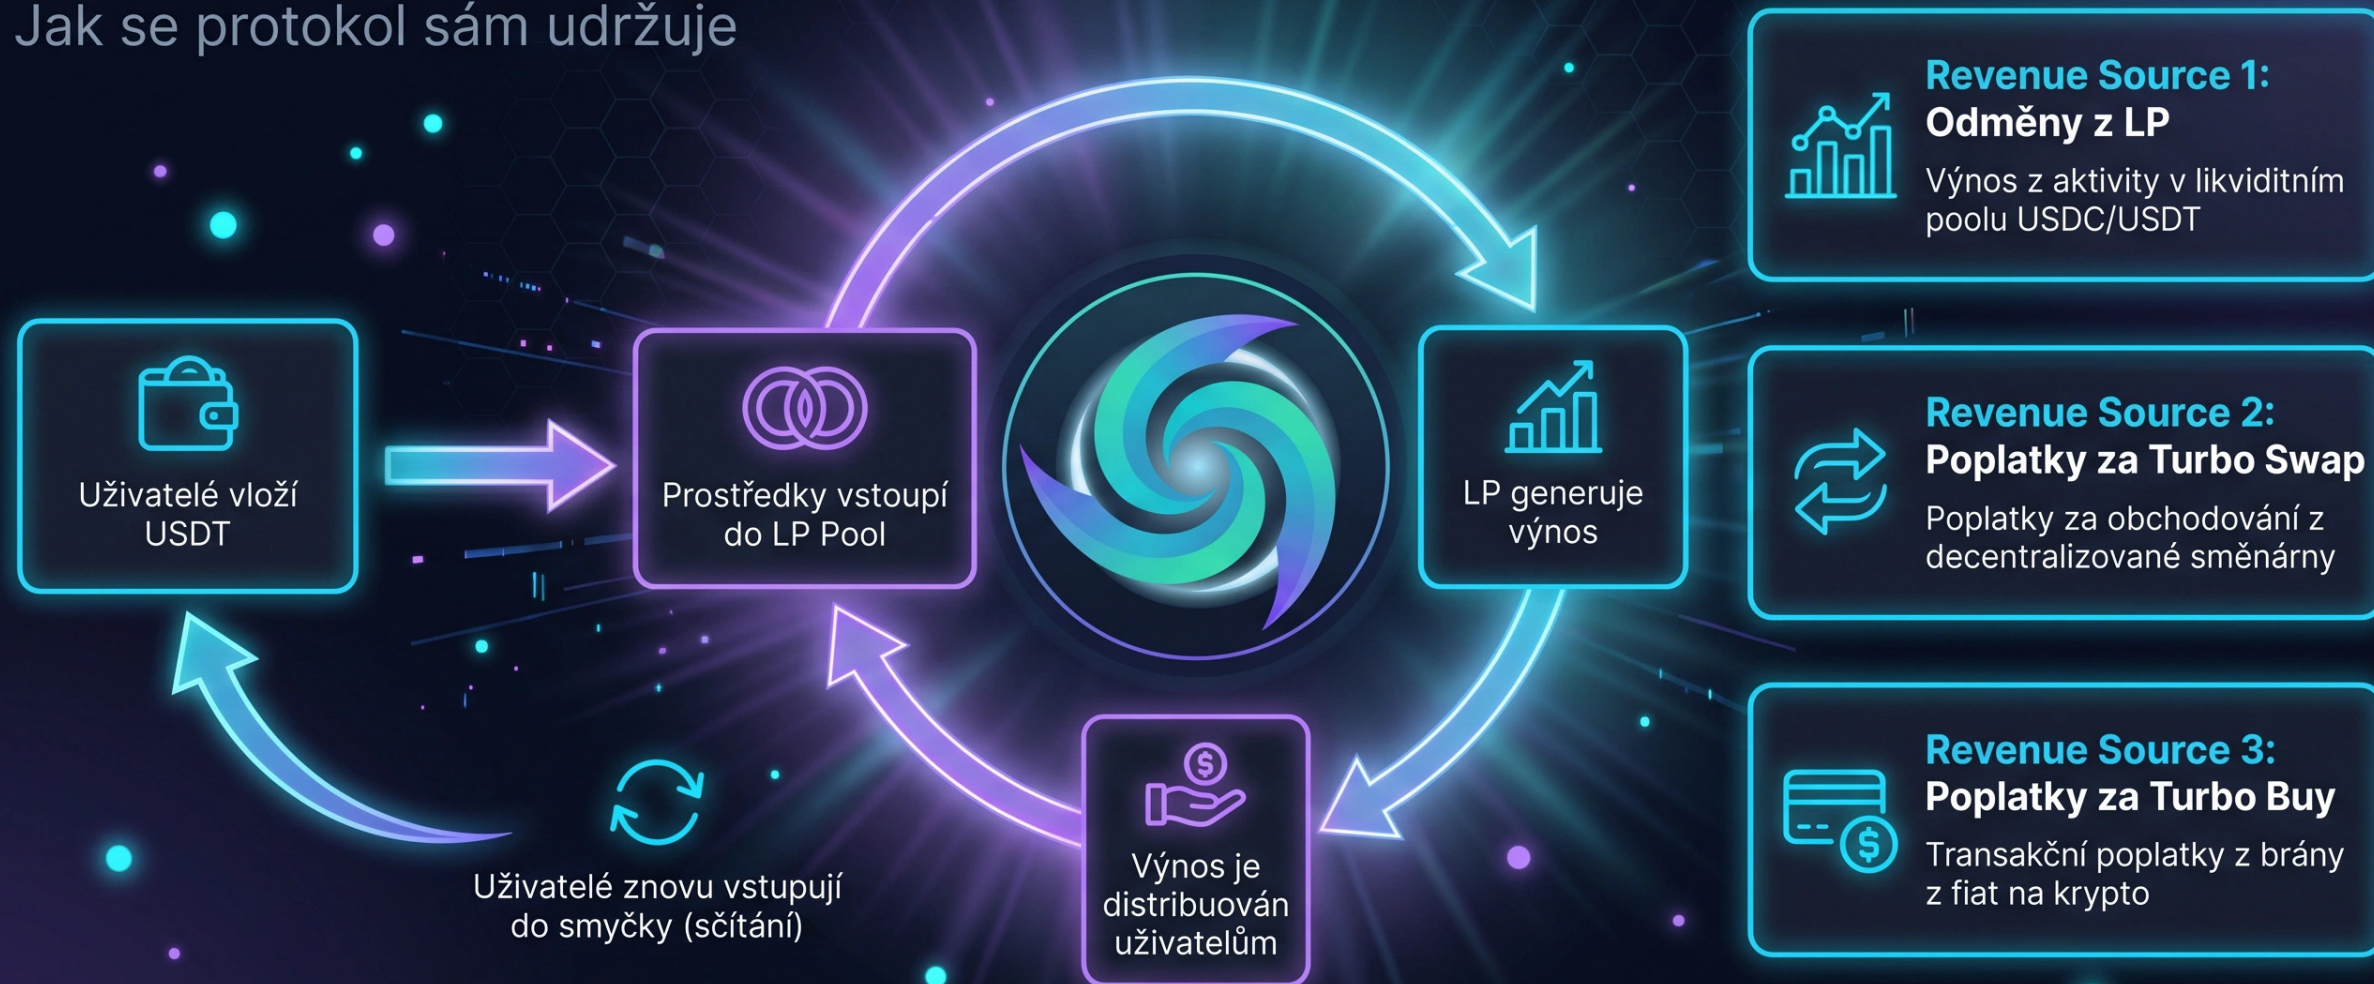 Jak se protokol sám udržuje
Uživatelé vloží
USDT
Prostředky vstoupí
do LP Pool
LP generuje
výnos
Výnos je
distribuován
uživatelům
Uživatelé znovu vstupují
do smyčky (sčítání)
Revenue Source 1:
Odměny z LP
Výnos z aktivity v likviditním
poolu USDC/USDT
Revenue Source 2:
Poplatky za Turbo Swap
Poplatky za obchodování z
decentralizované směnárny
Revenue Source 3:
Poplatky za Turbo Buy
Transakční poplatky z brány
z fiat na krypto